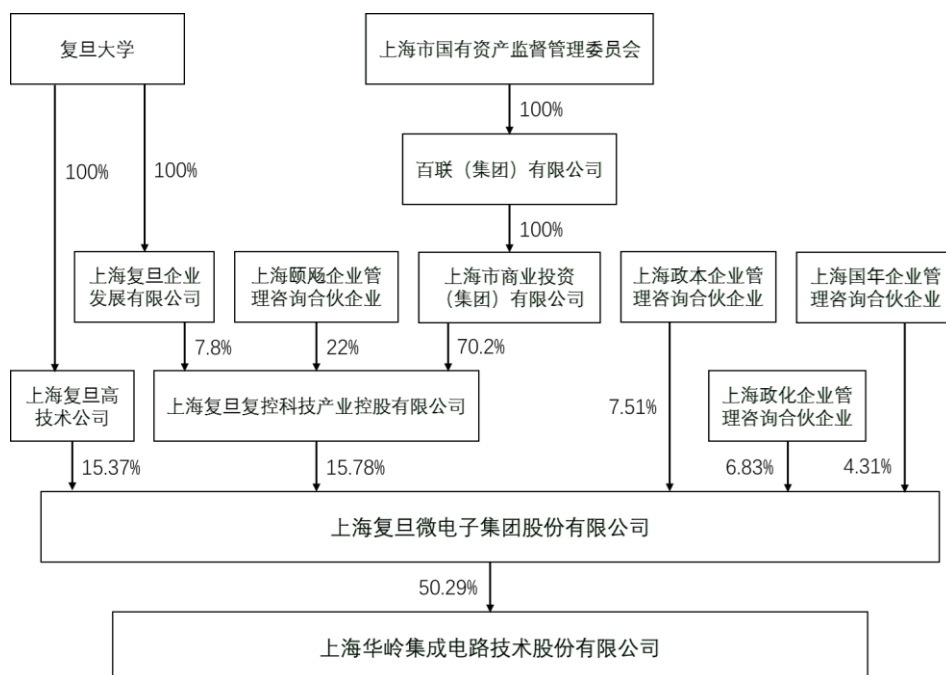 复旦大学
上海市国有资产监督管理委员会
100%
百联（集团）有限公司
100%
100%
100%
上海复旦企业
发展有限公司
上海颐飏企业管
理咨询合伙企业
上海市商业投资
（集团）有限公司
上海政本企业管
理咨询合伙企业
上海国年企业管
理咨询合伙企业
7.8%
22%
70.2%
上海复旦高
技术公司
上海复旦复控科技产业控股有限公司
7.51%
上海政化企业管
理咨询合伙企业
15.37%
15.78%
6.83%
4.31%
上海复旦微电子集团股份有限公司
50.29%
上海华岭集成电路技术股份有限公司